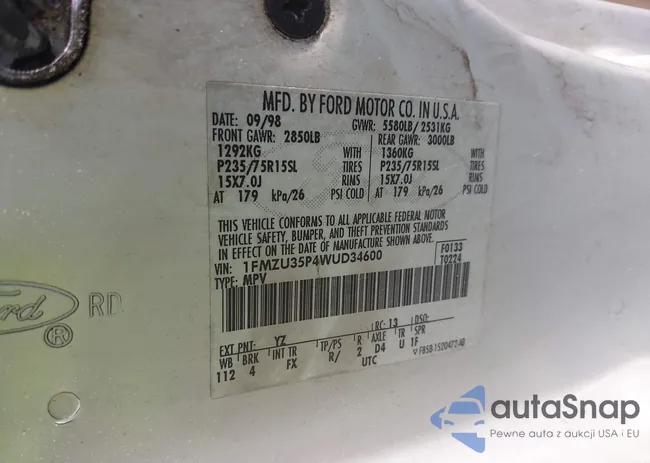 MFD. BY FORD MOTOR CO. IN U.S.A.
DATE: 09/98 GVWR: 5580LB/ 2531KG
FRONT GAWR: 2850LB REAR GAWR: 3000LB
1292KG WITH 1360KG WITH
P235/75R15SL TIRES P235/75R15SL TIRES
15X7.0J RIMS 15X7.0J RIMS
AT 179 kPa/26 PSI COLD AT 179 kPa/26 PSI COLD
THIS VEHICLE CONFORMS TO ALL APPLICABLE FEDERAL MOTOR
VEHICLE SAFETY, BUMPER, AND THEFT PREVENTION STANDARDS
IN EFFECT ON THE DATE OF MANUFACTURE SHOWN ABOVE.
VIN: 1FMZU35P4WUD34600 F0133
TYPE: MPV T0224
EXT PNT: YZ RC: 13 DSO:
WB BRK INT TR TP/PS R AXLE TR SPR
112 4 FX R/ 2 D4 U 1F
UTC
Ford RD
®
autoSnap
Pewne auta z aukcji USA i EU